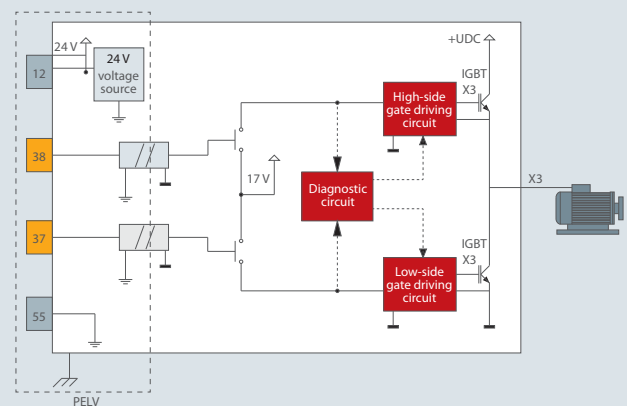 +UDC
24 V
12
24 V
voltage
source
IGBT
X3
High-side
gate driving
circuit
38
17 V
Diagnostic
circuit
X3
37
IGBT
X3
Low-side
gate driving
circuit
55
PELV